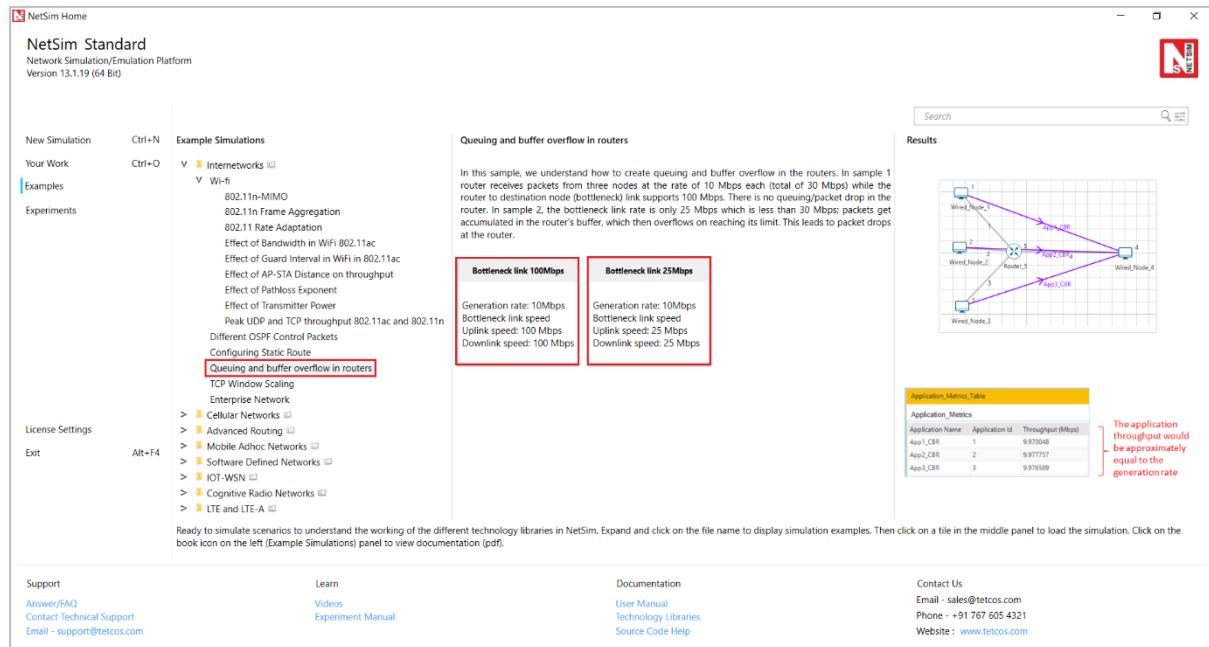 NetSim Home
NetSim Standard
Network Simulation/Emulation Platform
Version 13.1.19 (64 Bit)
NETSIM
Search
New Simulation Ctrl+N
Your Work Ctrl+O
Examples
Experiments
License Settings
Exit Alt+F4
Example Simulations
Internetworks
Wi-fi
802.11n-MIMO
802.11n Frame Aggregation
802.11 Rate Adaptation
Effect of Bandwidth in WiFi 802.11ac
Effect of Guard Interval in WiFi in 802.11ac
Effect of AP-STA Distance on throughput
Effect of Pathloss Exponent
Effect of Transmitter Power
Peak UDP and TCP throughput 802.11ac and 802.11n
Different OSPF Control Packets
Configuring Static Route
Queuing and buffer overflow in routers
TCP Window Scaling
Enterprise Network
> Cellular Networks
> Advanced Routing
> Mobile Adhoc Networks
> Software Defined Networks
> IOT-WSN
> Cognitive Radio Networks
> LTE and LTE-A
Queuing and buffer overflow in routers
In this sample, we understand how to create queuing and buffer overflow in the routers. In sample 1
router receives packets from three nodes at the rate of 10 Mbps each (total of 30 Mbps) while the
router to destination node (bottleneck) link supports 100 Mbps. There is no queuing/packet drop in the
router. In sample 2, the bottleneck link rate is only 25 Mbps which is less than 30 Mbps; packets get
accumulated in the router's buffer, which then overflows on reaching its limit. This leads to packet drops
at the router.
Bottleneck link 100Mbps
Generation rate: 10Mbps
Bottleneck link speed
Uplink speed: 100 Mbps
Downlink speed: 100 Mbps
Bottleneck link 25Mbps
Generation rate: 10Mbps
Bottleneck link speed
Uplink speed: 25 Mbps
Downlink speed: 25 Mbps
Results
1
Wired_Node_1
1
App1_CBR
2
Wired_Node_2
2
5
Router_5
App2_CBR
4
4
Wired_Node_4
3
App3_CBR
3
Wired_Node_3
Application_Metrics_Table
Application_Metrics
Application Name Application Id Throughput (Mbps)
App1_CBR 1 9.970048
App2_CBR 2 9.977757
App3_CBR 3 9.976509
The application
throughput would
be approximately
equal to the
generation rate
Ready to simulate scenarios to understand the working of the different technology libraries in NetSim. Expand and click on the file name to display simulation examples. Then click on a tile in the middle panel to load the simulation. Click on the
book icon on the left (Example Simulations) panel to view documentation (pdf).
Support
Answer/FAQ
Contact Technical Support
Email - support@tetcos.com
Learn
Videos
Experiment Manual
Documentation
User Manual
Technology Libraries
Source Code Help
Contact Us
Email - sales@tetcos.com
Phone - +91 767 605 4321
Website : www.tetcos.com